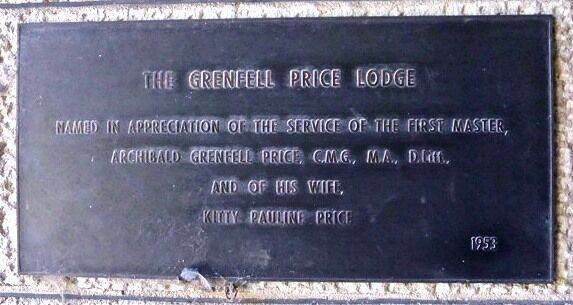 THE GRENFELL PRICE LODGE
NAMED IN APPRECIATION OF THE SERVICE OF THE FIRST MASTER,
ARCHIBALD GRENFELL PRICE, C.M.G., M.A., D.Litt.,
AND OF HIS WIFE,
KITTY PAULINE PRICE
1953